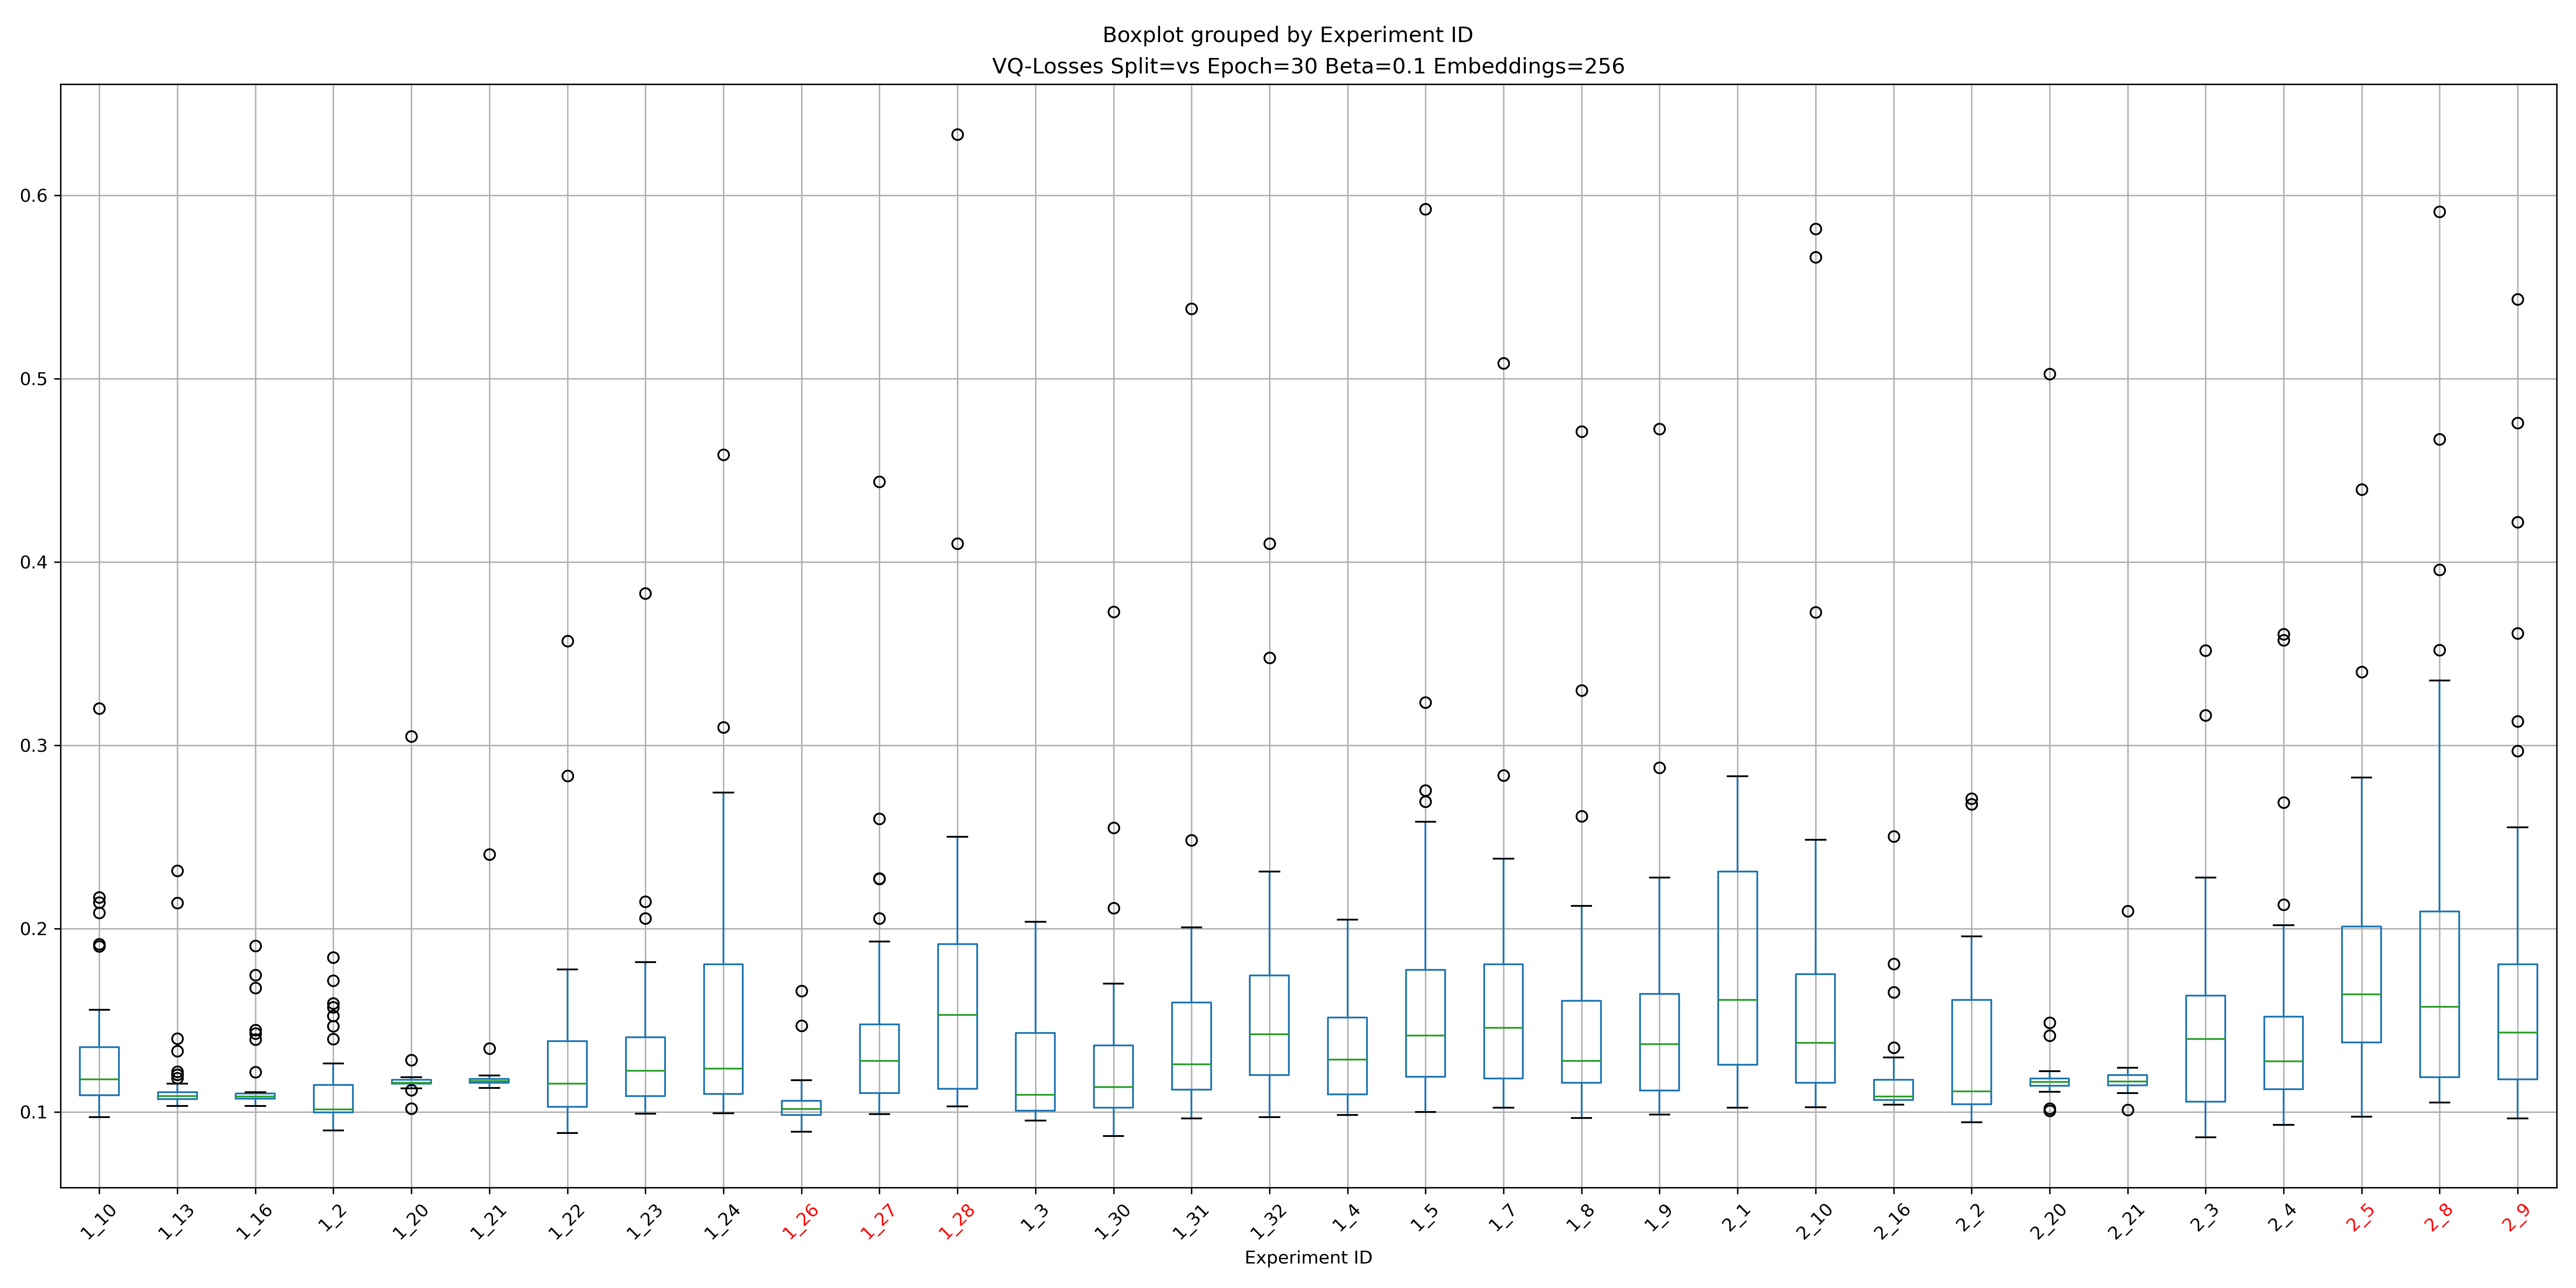 Boxplot grouped by Experiment ID
VQ-Losses Split=vs Epoch=30 Beta=0.1 Embeddings=256
0.6
0.5
0.4
0.3
0.2
0.1
1_10 1_13 1_16 1_2 1_20 1_21 1_22 1_23 1_24 1_26 1_27 1_28 1_3 1_30 1_31 1_32 1_4 1_5 1_7 1_8 1_9 2_1 2_10 2_16 2_2 2_20 2_21 2_3 2_4 2_5 2_8 2_9
Experiment ID